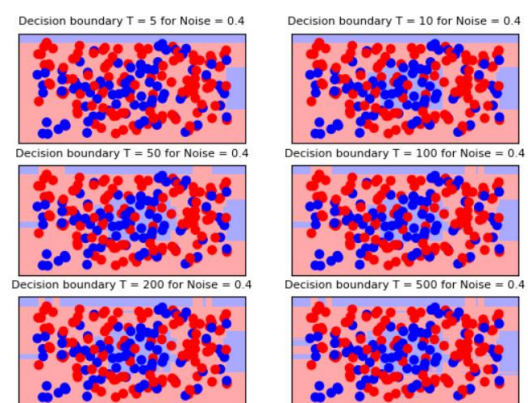 Decision boundary T = 5 for Noise = 0.4
Decision boundary T = 10 for Noise = 0.4
Decision boundary T = 50 for Noise = 0.4
Decision boundary T = 100 for Noise = 0.4
Decision boundary T = 200 for Noise = 0.4
Decision boundary T = 500 for Noise = 0.4